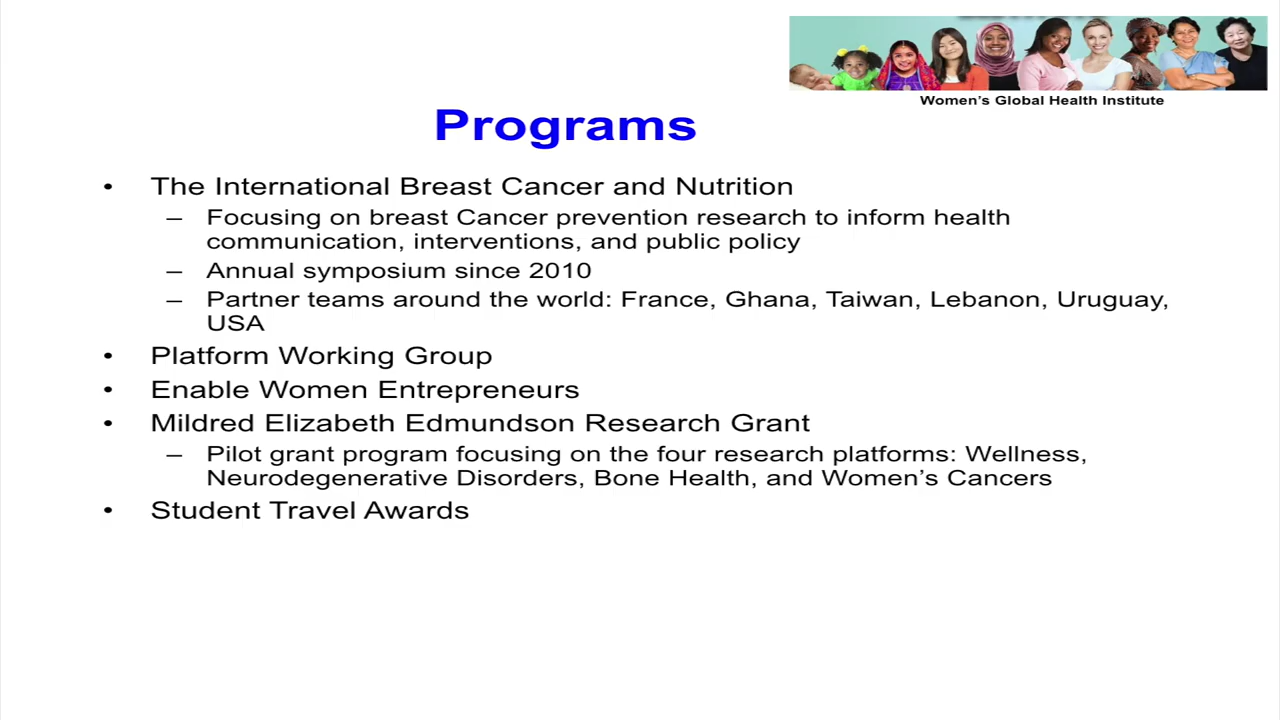 Women's Global Health Institute
Programs
• The International Breast Cancer and Nutrition
– Focusing on breast Cancer prevention research to inform health
communication, interventions, and public policy
– Annual symposium since 2010
– Partner teams around the world: France, Ghana, Taiwan, Lebanon, Uruguay,
USA
• Platform Working Group
• Enable Women Entrepreneurs
• Mildred Elizabeth Edmundson Research Grant
– Pilot grant program focusing on the four research platforms: Wellness,
Neurodegenerative Disorders, Bone Health, and Women's Cancers
• Student Travel Awards